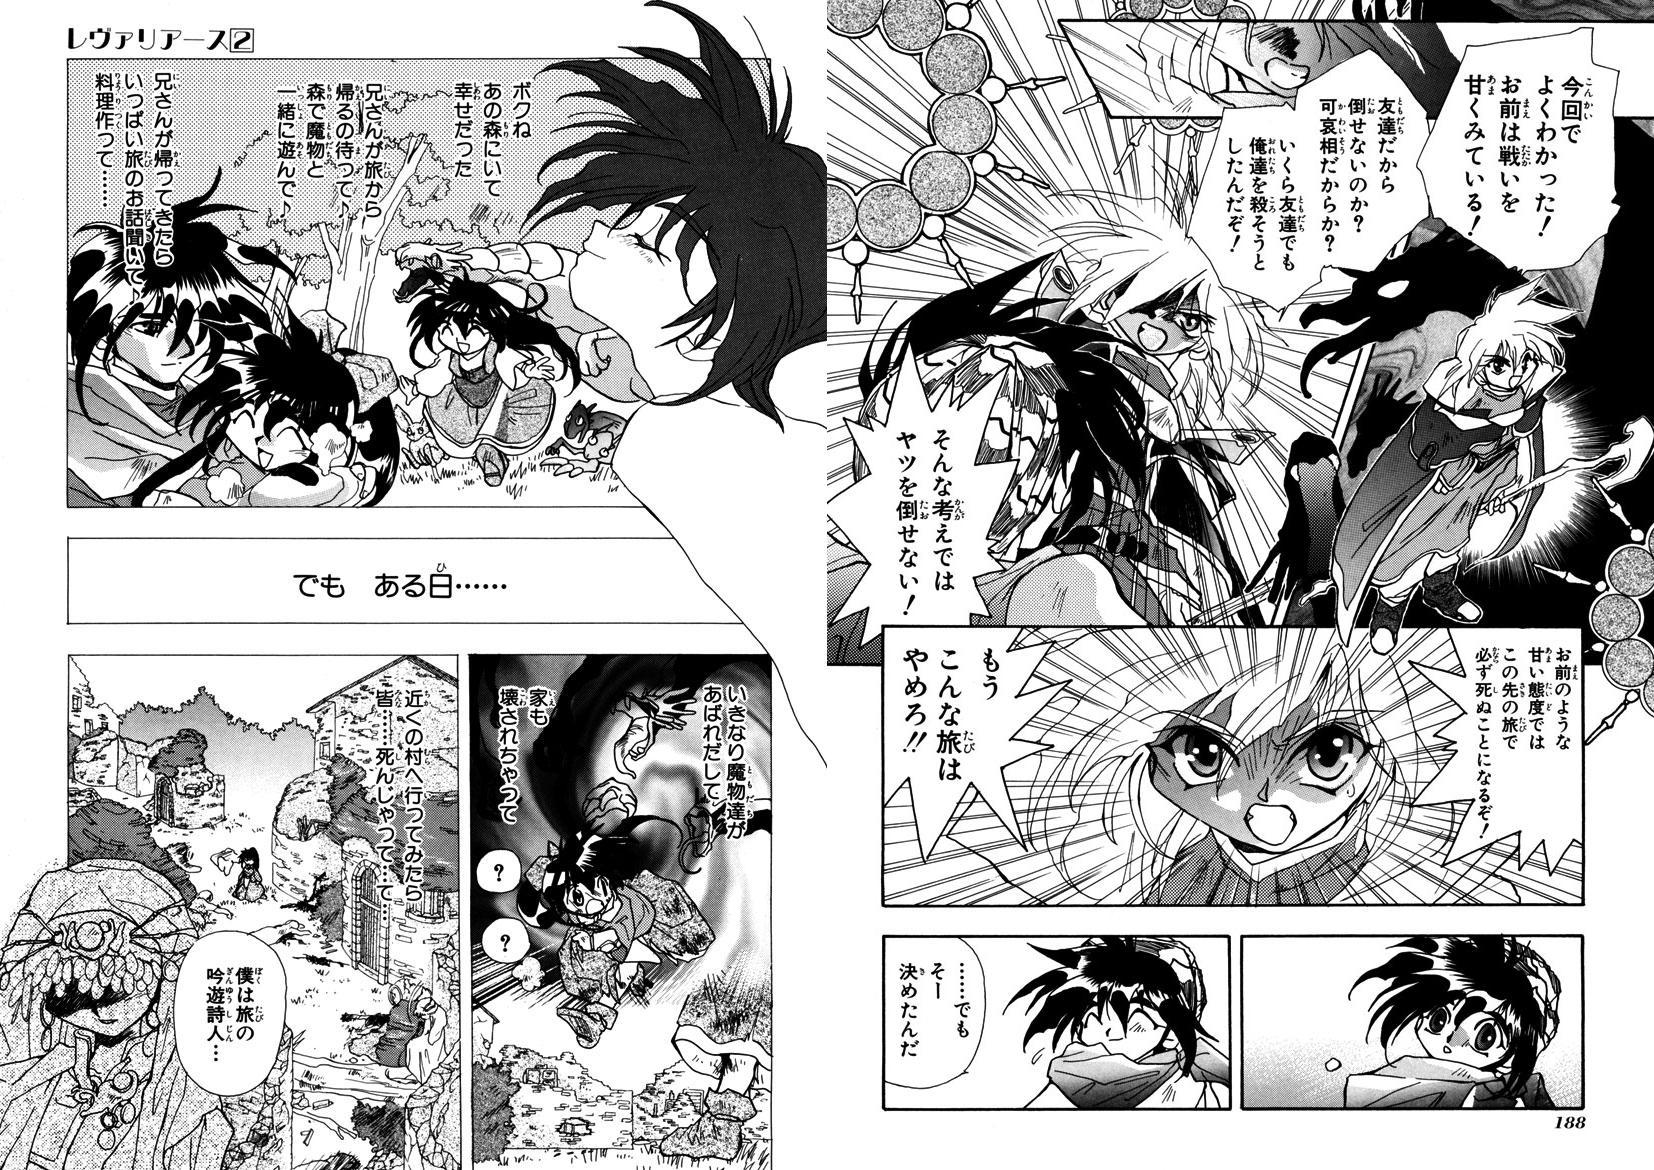 今回で
よくわかった！
お前は戦いを
甘くみている！
友達だから
倒せないのか？
可哀相だからか？
いくら友達でも
俺達を殺そうと
したんだぞ！
そんな考えでは
ヤツを倒せない！
お前のような
甘い態度では
この先の旅で
必ず死ぬことになるぞ！
もう
こんな旅は
やめろ！！
……でも
そー
決めたんだ
188
レヴァリアース2
ボクね
あの森にいて
幸せだった
兄さんが旅から
帰るの待って♪
森で魔物と
一緒に遊んで♪
兄さんが帰ってきたら
いっぱい旅のお話聞いて♪
料理作って……
でも　ある日……
いきなり魔物達が
あばれだして
家も
壊されちゃって
？
？
近くの村へ行ってみたら
皆……死んじゃって…て…
僕は旅の
吟遊詩人…